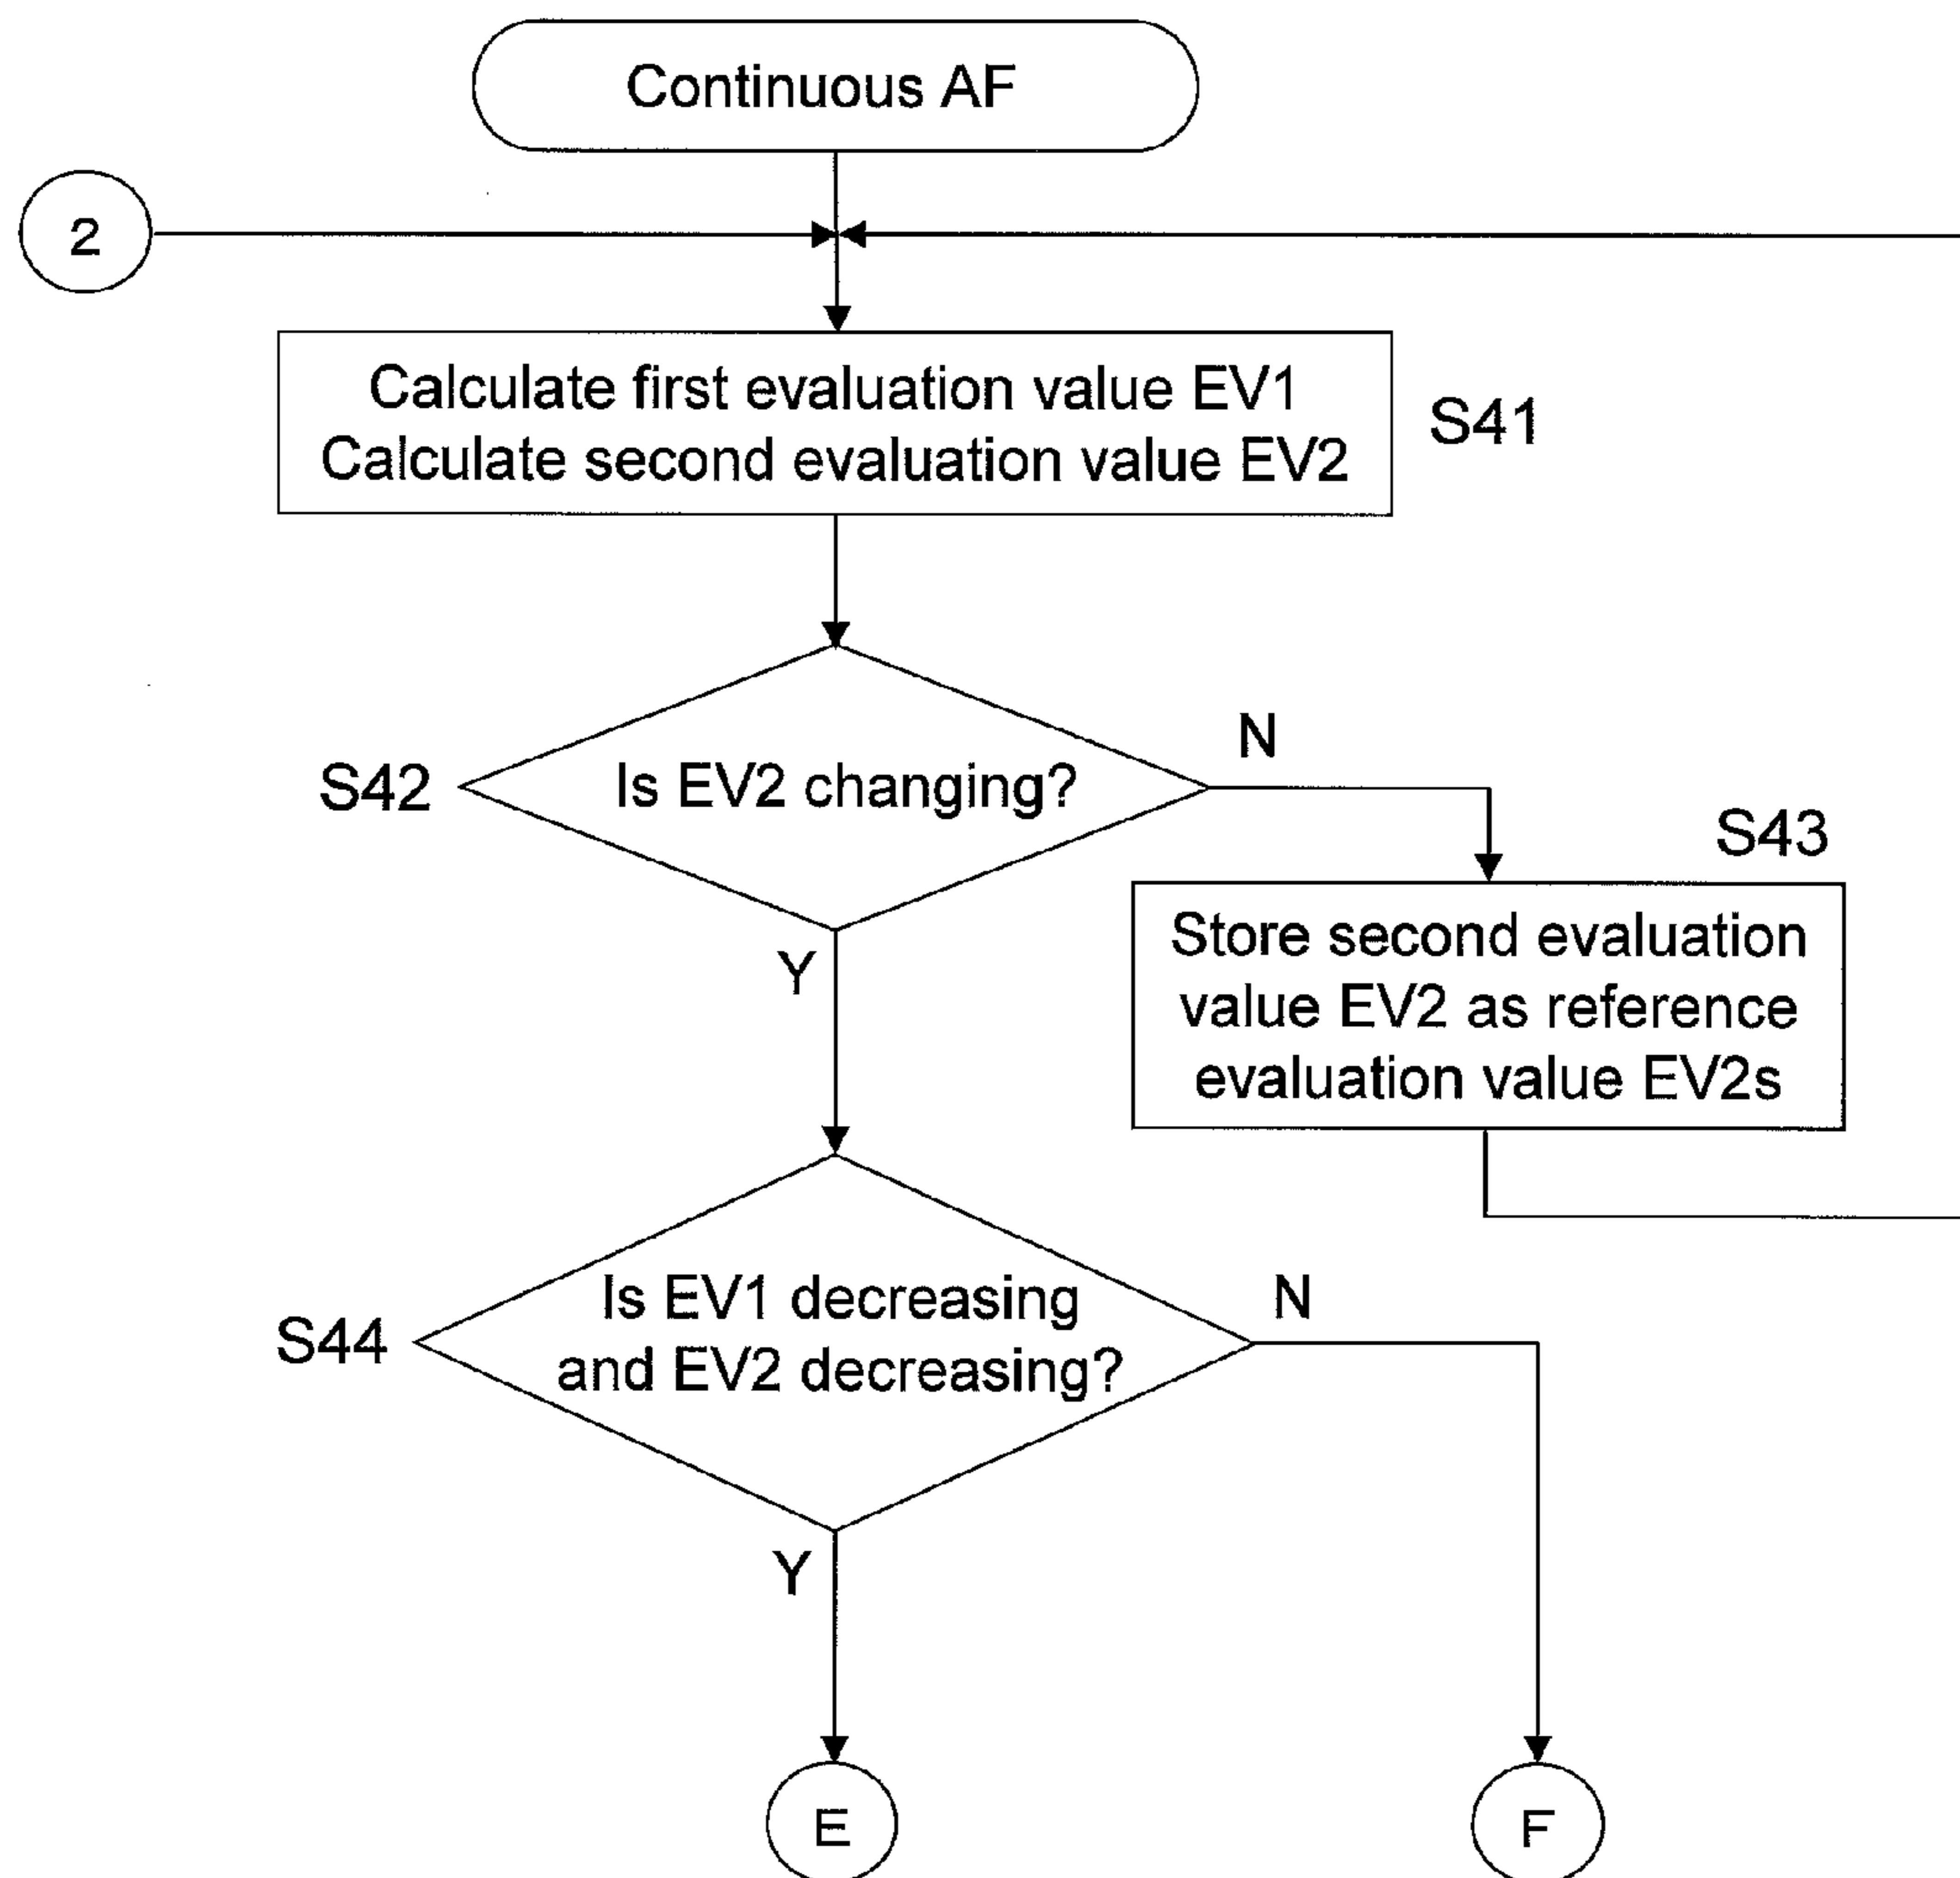 Continuous AF
2
Calculate first evaluation value EV1
Calculate second evaluation value EV2
S41
S42
Is EV2 changing?
N
Y
S43
Store second evaluation
value EV2 as reference
evaluation value EV2s
S44
Is EV1 decreasing
and EV2 decreasing?
N
Y
E
F